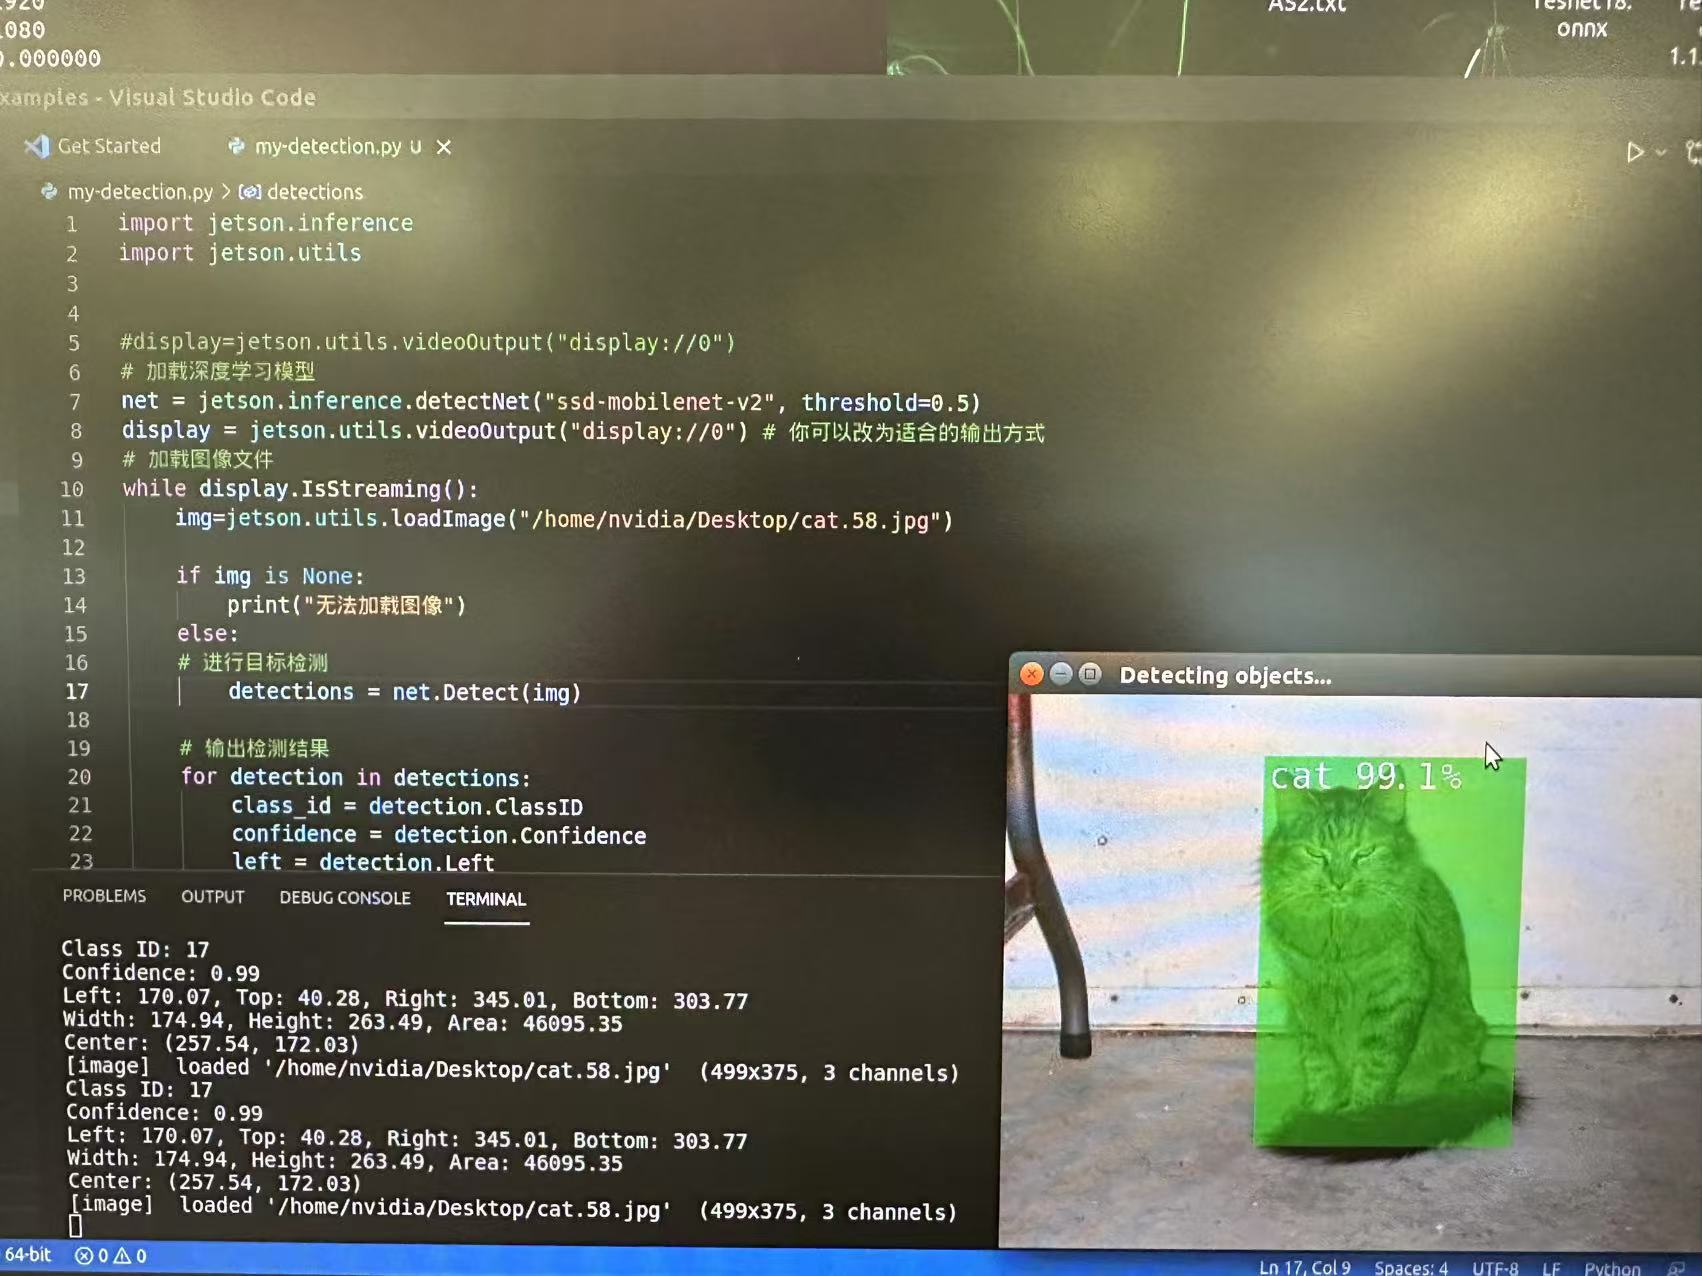 1080
0.000000
AS2.txt
onnx
- Visual Studio Code
Get Started
my-detection.py U
my-detection.py > detections
1 import jetson.inference
2 import jetson.utils
3
4
5 #display=jetson.utils.videoOutput("display://0")
6 # 加载深度学习模型
7 net = jetson.inference.detectNet("ssd-mobilenet-v2", threshold=0.5)
8 display = jetson.utils.videoOutput("display://0") # 你可以改为适合的输出方式
9 # 加载图像文件
10 while display.IsStreaming():
11 img=jetson.utils.loadImage("/home/nvidia/Desktop/cat.58.jpg")
12
13 if img is None:
14 print("无法加载图像")
15 else:
16 # 进行目标检测
17 detections = net.Detect(img)
18
19 # 输出检测结果
20 for detection in detections:
21 class_id = detection.ClassID
22 confidence = detection.Confidence
23 left = detection.Left
PROBLEMS OUTPUT DEBUG CONSOLE TERMINAL
Class ID: 17
Confidence: 0.99
Left: 170.07, Top: 40.28, Right: 345.01, Bottom: 303.77
Width: 174.94, Height: 263.49, Area: 46095.35
Center: (257.54, 172.03)
[image] loaded '/home/nvidia/Desktop/cat.58.jpg' (499x375, 3 channels)
Class ID: 17
Confidence: 0.99
Left: 170.07, Top: 40.28, Right: 345.01, Bottom: 303.77
Width: 174.94, Height: 263.49, Area: 46095.35
Center: (257.54, 172.03)
[image] loaded '/home/nvidia/Desktop/cat.58.jpg' (499x375, 3 channels)
Detecting objects...
cat 99.1%
64-bit 0 0
Ln 17, Col 9 Spaces: 4 UTF-8 LF Python